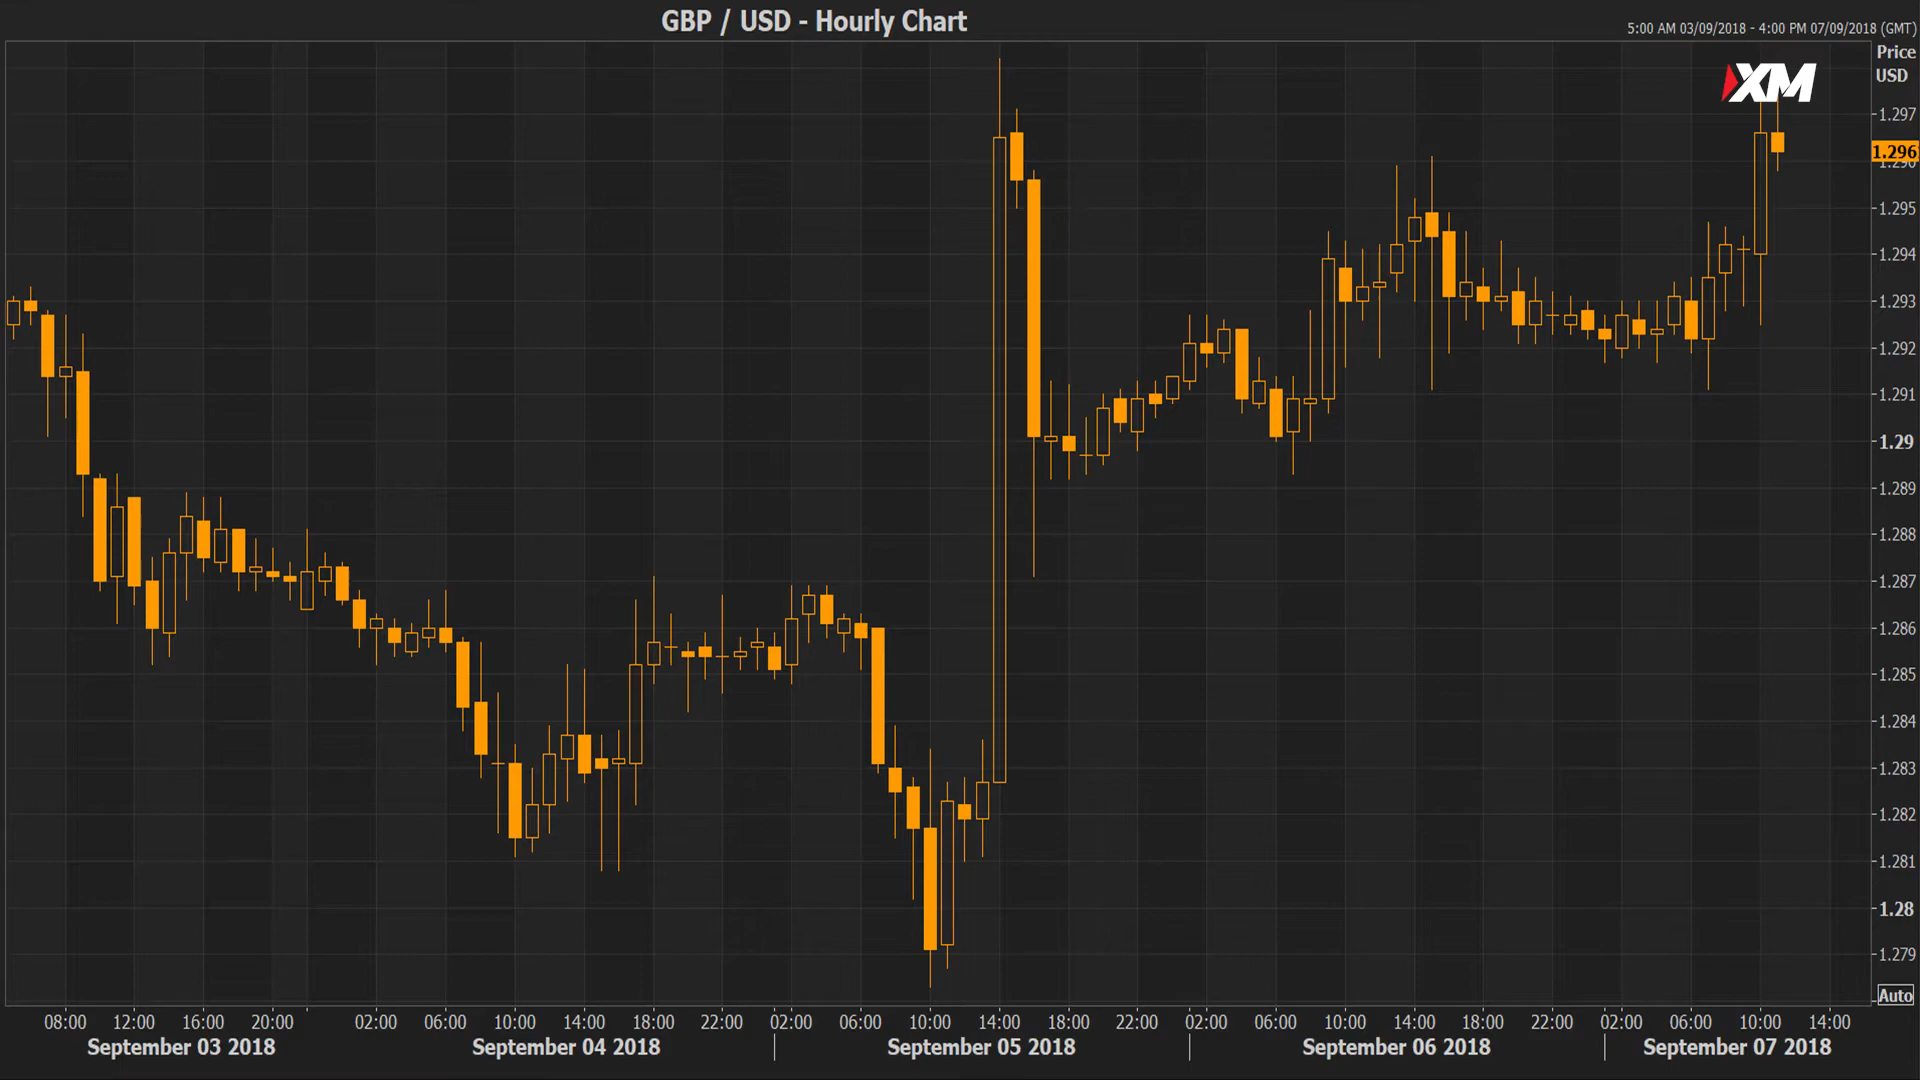 GBP / USD - Hourly Chart
5:00 AM 03/09/2018 - 4:00 PM 07/09/2018 (GMT)
Price
USD
XM
1.297
1.296
1.295
1.294
1.293
1.292
1.291
1.29
1.289
1.288
1.287
1.286
1.285
1.284
1.283
1.282
1.281
1.28
1.279
Auto
08:00 12:00 16:00 20:00 02:00 06:00 10:00 14:00 18:00 22:00 02:00 06:00 10:00 14:00 18:00 22:00 02:00 06:00 10:00 14:00 18:00 22:00 02:00 06:00 10:00 14:00
September 03 2018 September 04 2018 September 05 2018 September 06 2018 September 07 2018